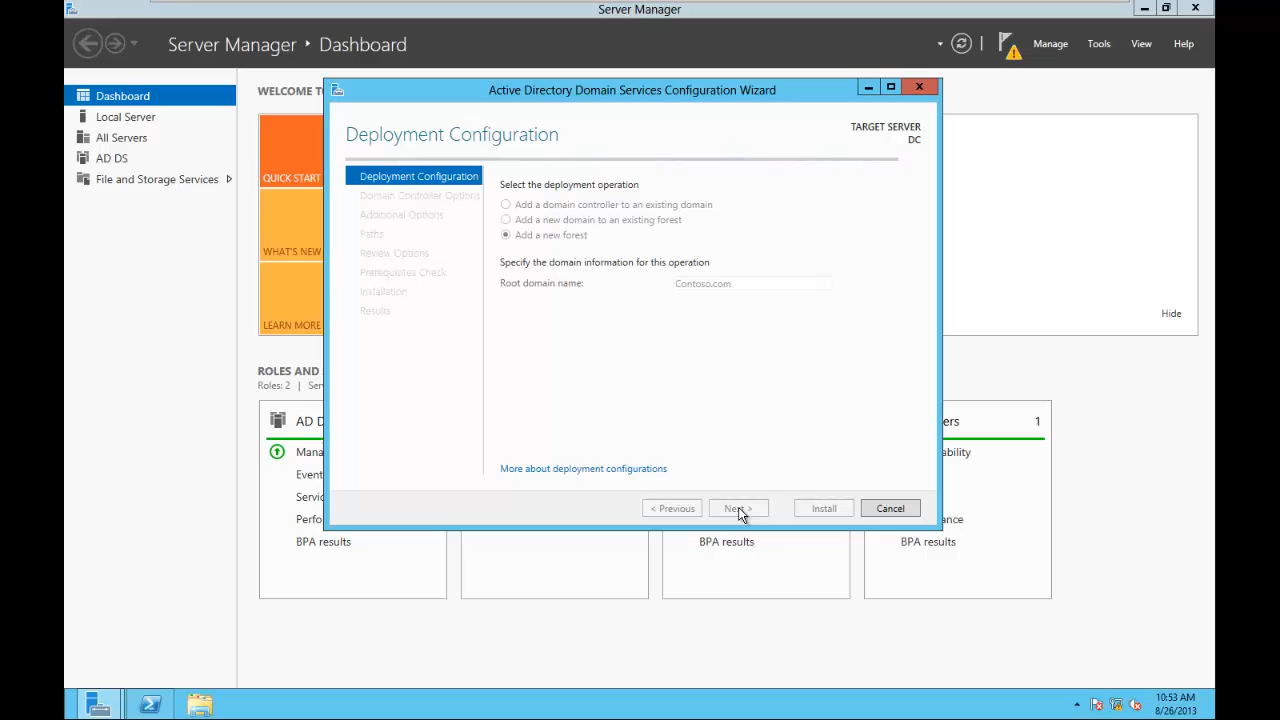 Server Manager
Server Manager · Dashboard
Manage
Tools
View
Help
Dashboard
Local Server
All Servers
AD DS
File and Storage Services
WELCOME T
QUICK START
WHAT'S NEW
LEARN MORE
Hide
Active Directory Domain Services Configuration Wizard
Deployment Configuration
TARGET SERVER
DC
Deployment Configuration
Domain Controller Options
Additional Options
Paths
Review Options
Prerequisites Check
Installation
Results
Select the deployment operation
Add a domain controller to an existing domain
Add a new domain to an existing forest
Add a new forest
Specify the domain information for this operation
Root domain name: Contoso.com
More about deployment configurations
< Previous
Next >
Install
Cancel
ROLES AND
Roles: 2 | Ser
AD D
Mana
Event
Servic
Perfo
BPA results
BPA results
ers 1
ability
ance
BPA results
10:53 AM
8/26/2013